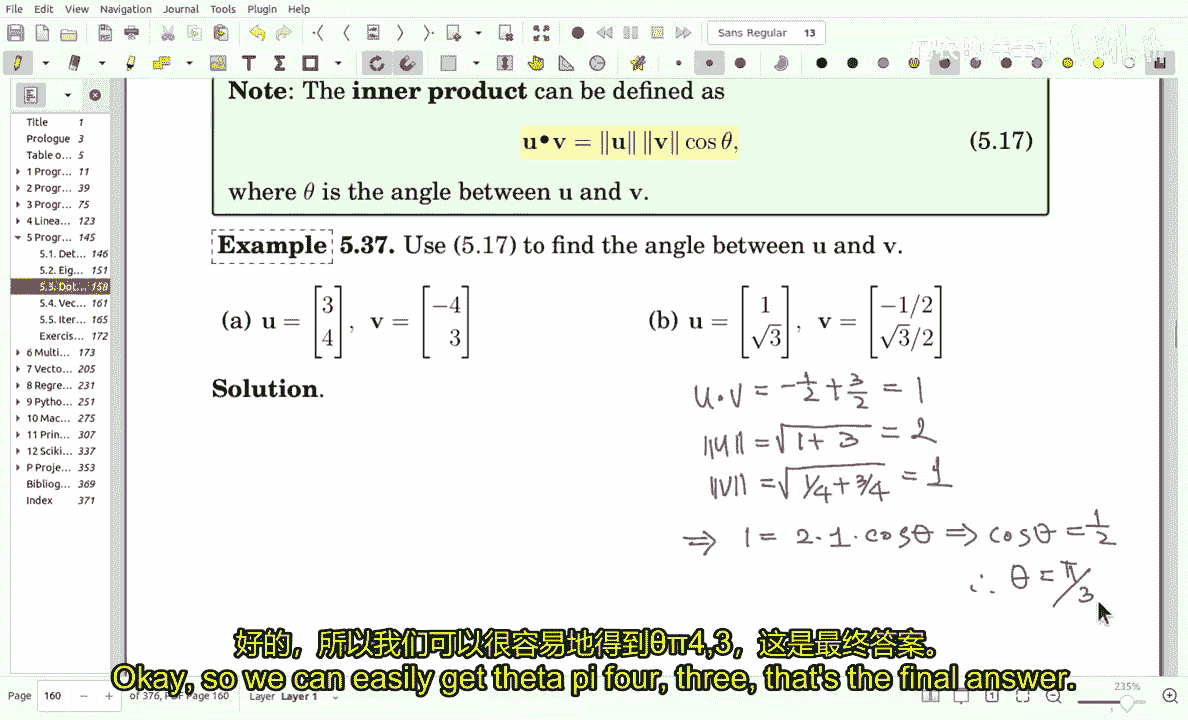 File Edit View Navigation Journal Tools Plugin Help
Sans Regular 13
Title 1
Prologue 3
Table o... 5
1 Progr... 11
2 Progr... 39
3 Progr... 75
4 Linea... 123
5 Progr... 145
5.1. Det... 146
5.2. Eig... 151
5.3. Dot... 158
5.4. Vec... 161
5.5. Iter... 165
Exercis... 172
6 Multi... 173
7 Vecto... 205
8 Regre... 231
9 Pytho... 251
10 Mac... 275
11 Prin... 307
12 Sciki... 337
P Proje... 353
Bibliog... 369
Index 371
Note: The inner product can be defined as
u•v = ‖u‖ ‖v‖ cos θ, (5.17)
where θ is the angle between u and v.
Example 5.37. Use (5.17) to find the angle between u and v.
(a) u = [3 4], v = [−4 3] (b) u = [1 √3], v = [−1/2 √3/2]
Solution.
u·v = -1/2 + 3/2 = 1
‖u‖ = √(1+3) = 2
‖v‖ = √(1/4+3/4) = 1
⇒ 1 = 2·1·cosθ ⇒ cosθ = 1/2
∴ θ = π/3
好的，所以我们可以很容易地得到θπ4,3，这是最终答案。
Okay, so we can easily get theta pi four, three, that's the final answer.
Page 160 of 376, Layer Layer 1 235%